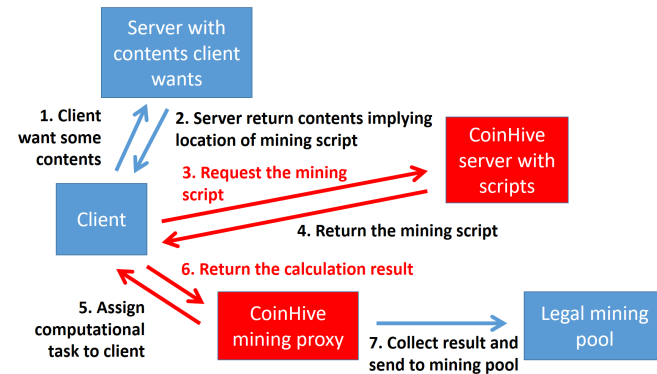 Server with
contents client
wants
1. Client
want some
contents
2. Server return contents implying
location of mining script
CoinHive
server with
scripts
3. Request the mining
script
Client
4. Return the mining script
6. Return the calculation result
5. Assign
computational
task to client
CoinHive
mining proxy
Legal mining
pool
7. Collect result and
send to mining pool